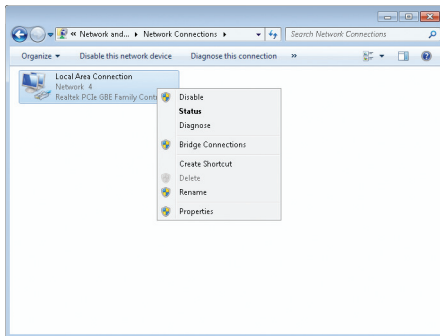 « Network and... ▸ Network Connections ▸
Search Network Connections
Organize ▾ Disable this network device Diagnose this connection »
Local Area Connection
Network 4
Realtek PCIe GBE Family Cont
Disable
Status
Diagnose
Bridge Connections
Create Shortcut
Delete
Rename
Properties